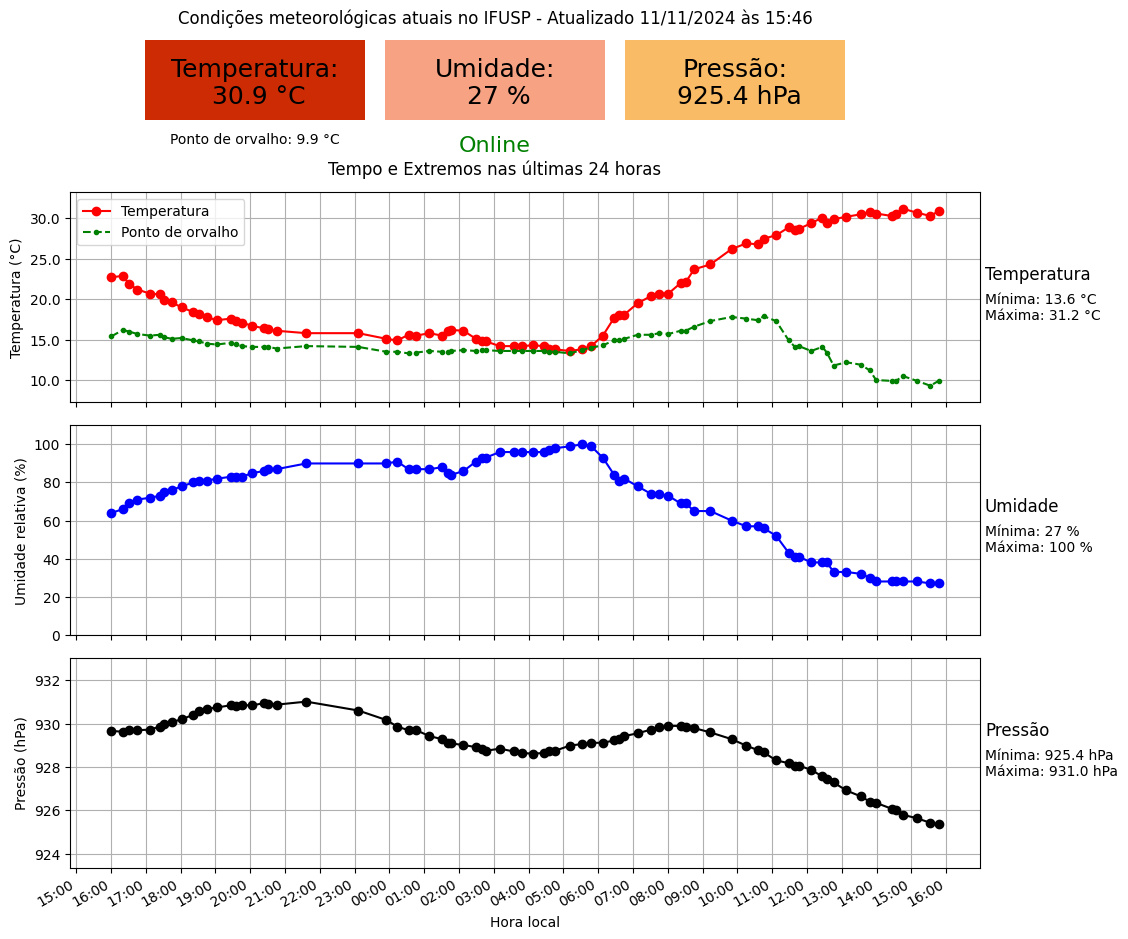 Condições meteorológicas atuais no IFUSP - Atualizado 11/11/2024 às 15:46
Temperatura:
30.9 °C
Umidade:
27 %
Pressão:
925.4 hPa
Ponto de orvalho: 9.9 °C
Online
Tempo e Extremos nas últimas 24 horas
Temperatura (°C)
30.0
25.0
20.0
15.0
10.0
Temperatura
Ponto de orvalho
Temperatura
Mínima: 13.6 °C
Máxima: 31.2 °C
Umidade relativa (%)
100
80
60
40
20
0
Umidade
Mínima: 27 %
Máxima: 100 %
Pressão (hPa)
932
930
928
926
924
Pressão
Mínima: 925.4 hPa
Máxima: 931.0 hPa
15:00 16:00 17:00 18:00 19:00 20:00 21:00 22:00 23:00 00:00 01:00 02:00 03:00 04:00 05:00 06:00 07:00 08:00 09:00 10:00 11:00 12:00 13:00 14:00 15:00 16:00
Hora local